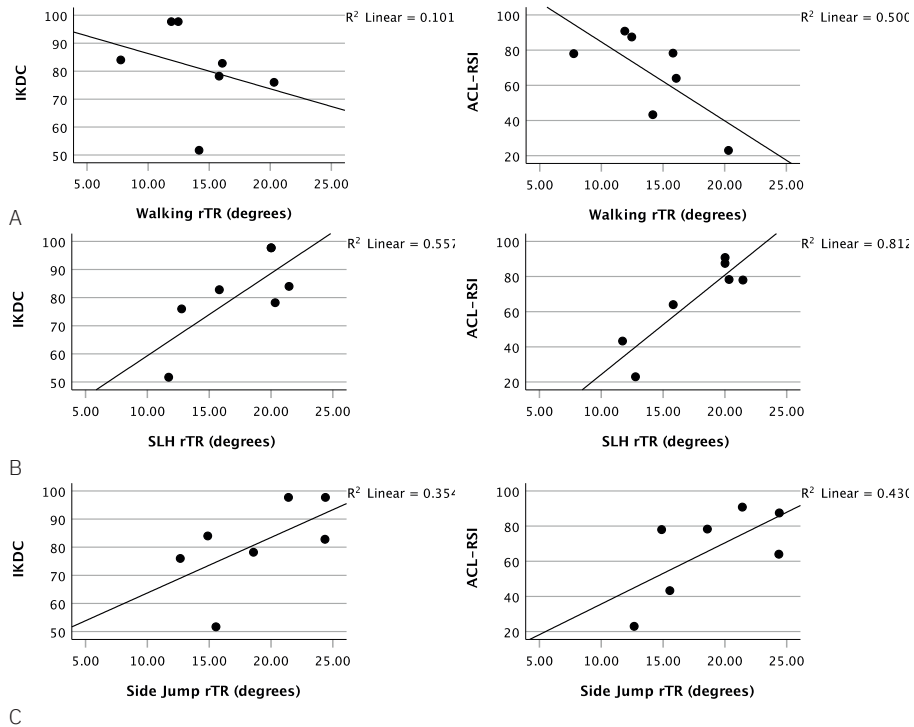 R² Linear = 0.101
100
90
80
70
60
50
IKDC
5.00 10.00 15.00 20.00 25.00
Walking rTR (degrees)
R² Linear = 0.500
100
80
60
40
20
ACL-RSI
5.00 10.00 15.00 20.00 25.00
Walking rTR (degrees)
A
R² Linear = 0.557
100
90
80
70
60
50
IKDC
5.00 10.00 15.00 20.00 25.00
SLH rTR (degrees)
R² Linear = 0.812
100
80
60
40
20
ACL-RSI
5.00 10.00 15.00 20.00 25.00
SLH rTR (degrees)
B
R² Linear = 0.354
100
90
80
70
60
50
IKDC
5.00 10.00 15.00 20.00 25.00
Side Jump rTR (degrees)
R² Linear = 0.430
100
80
60
40
20
ACL-RSI
5.00 10.00 15.00 20.00 25.00
Side Jump rTR (degrees)
C